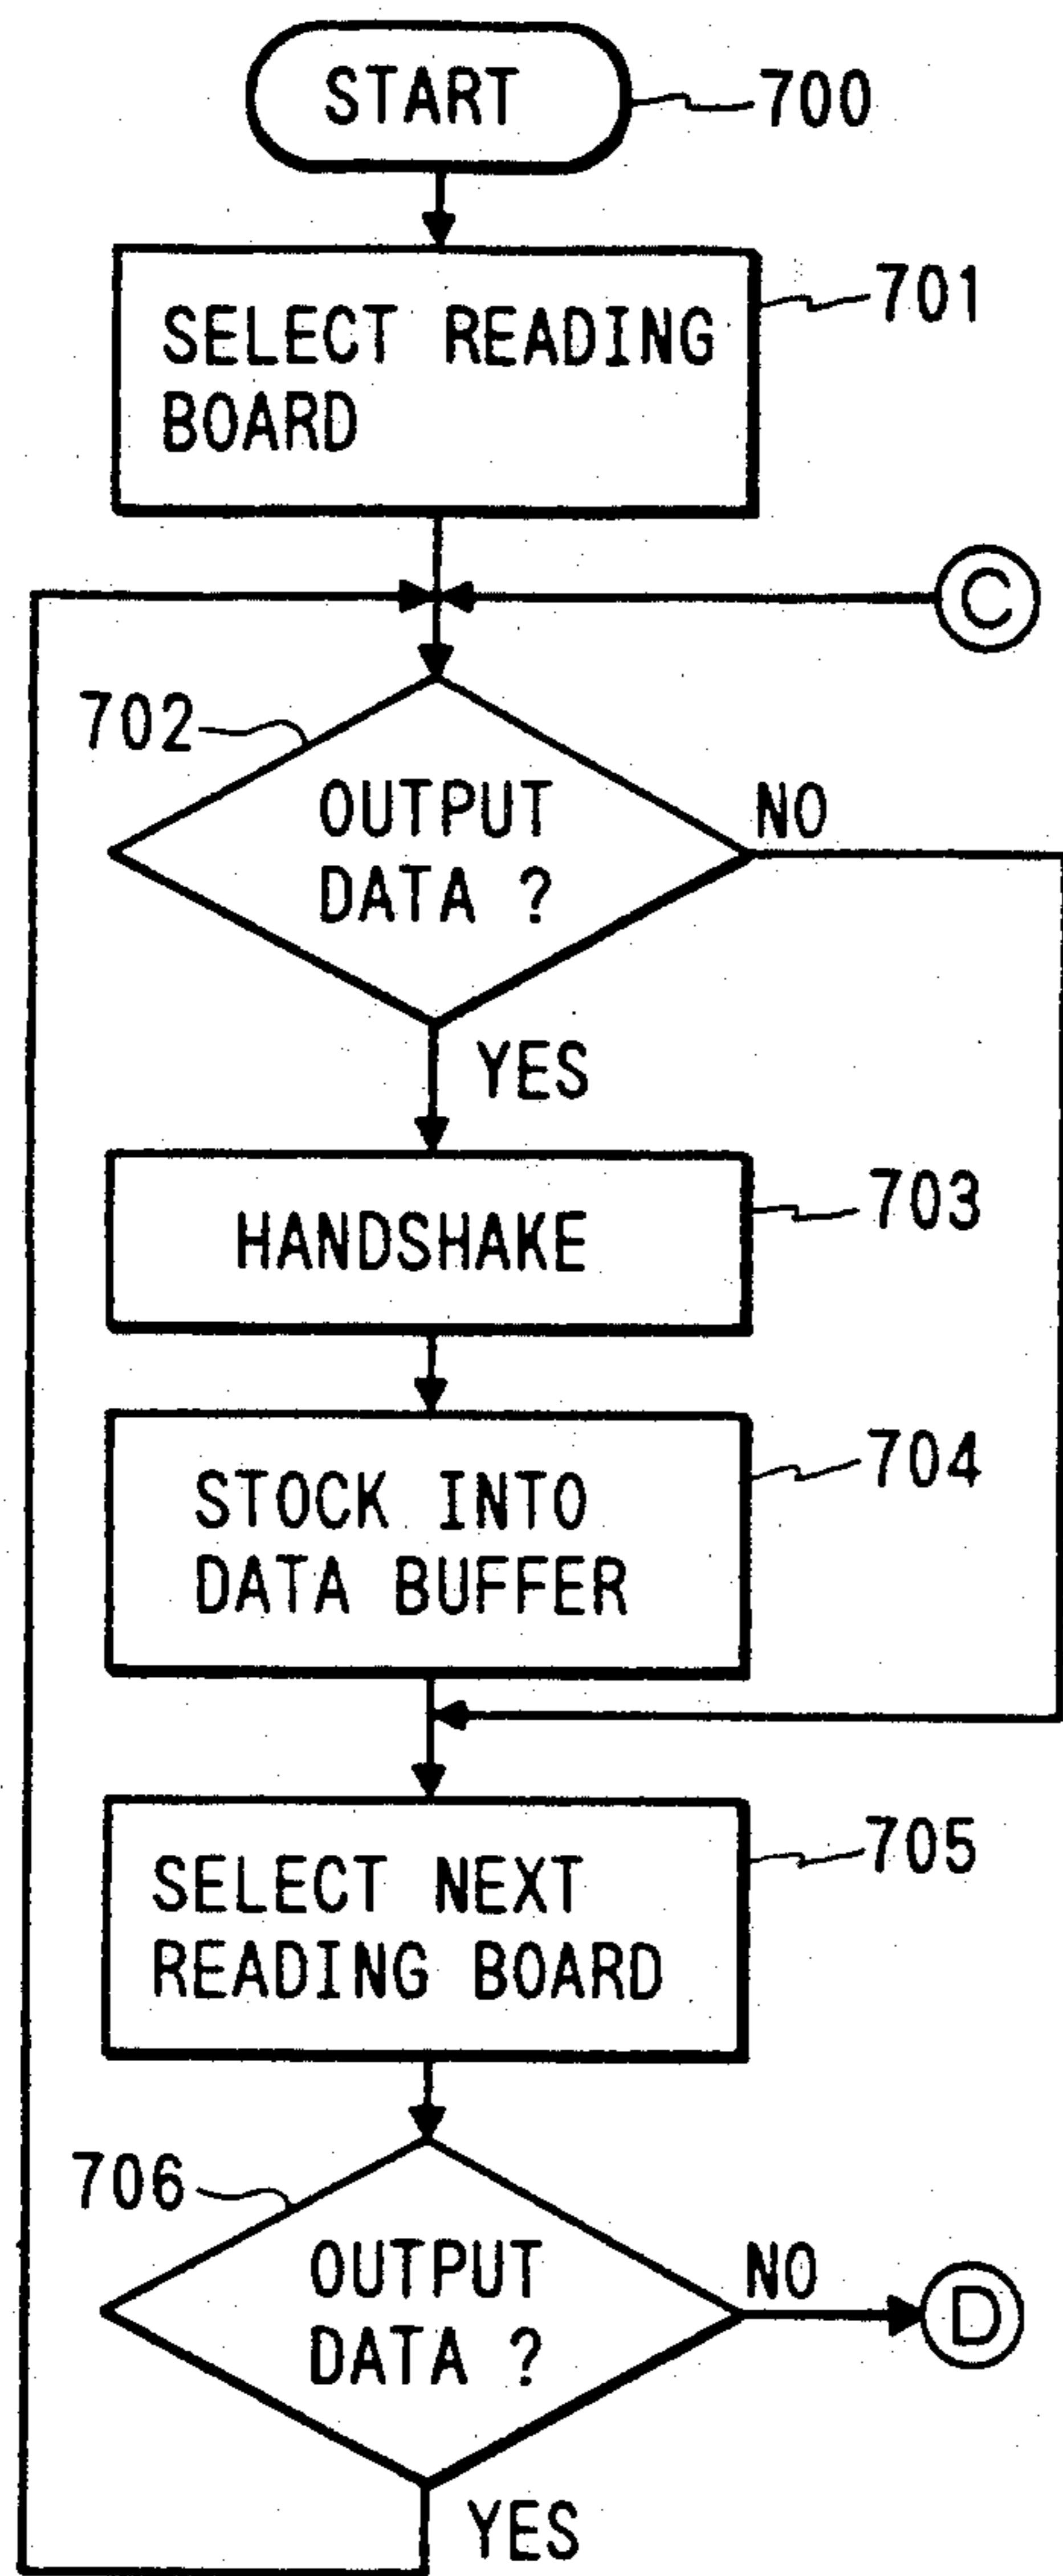 START
700
SELECT READING
BOARD
701
C
702
OUTPUT
DATA ?
NO
YES
HANDSHAKE
703
STOCK INTO
DATA BUFFER
704
SELECT NEXT
READING BOARD
705
706
OUTPUT
DATA ?
NO
D
YES